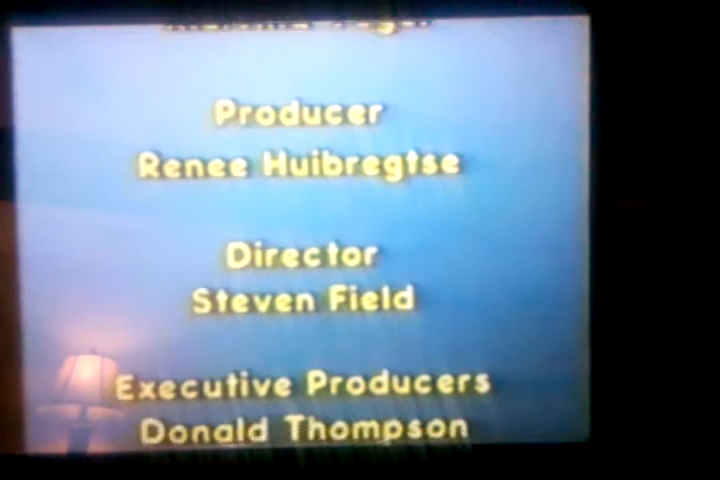 Producer
Renee Huibregtse
Director
Steven Field
Executive Producers
Donald Thompson